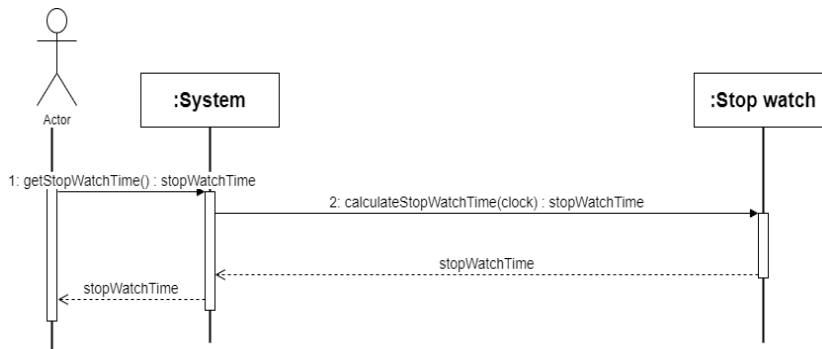 :System
:Stop watch
Actor
1: getStopWatchTime() : stopWatchTime
2: calculateStopWatchTime(clock) : stopWatchTime
stopWatchTime
stopWatchTime